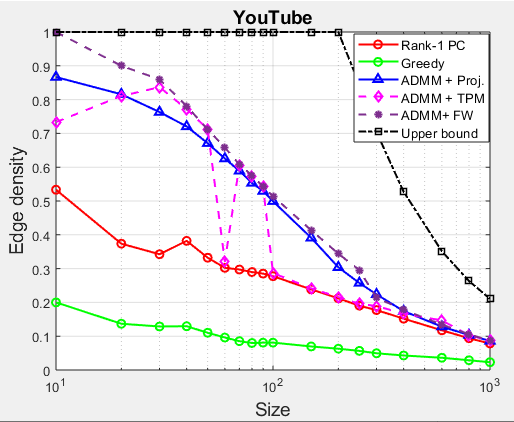 YouTube
Edge density
1
0.9
0.8
0.7
0.6
0.5
0.4
0.3
0.2
0.1
0
Rank-1 PC
Greedy
ADMM + Proj.
ADMM + TPM
ADMM+ FW
Upper bound
10¹
10²
10³
Size